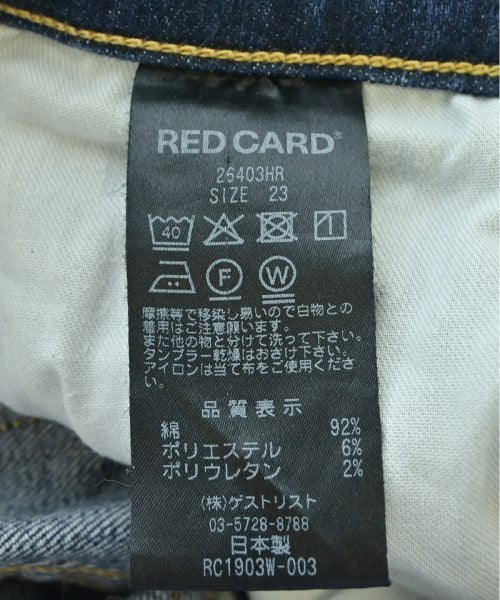 RED CARD®
26403HR
SIZE 23
40
F W
摩擦等で移染し易いので白物との
着用はご注意願います。
また他の物と分けて洗って下さい。
タンブラー乾燥はおさけ下さい。
アイロンは当て布をご使用くださ
い。
品質表示
綿 92%
ポリエステル 6%
ポリウレタン 2%
(株)ゲストリスト
03-5728-8788
日本製
RC1903W-003